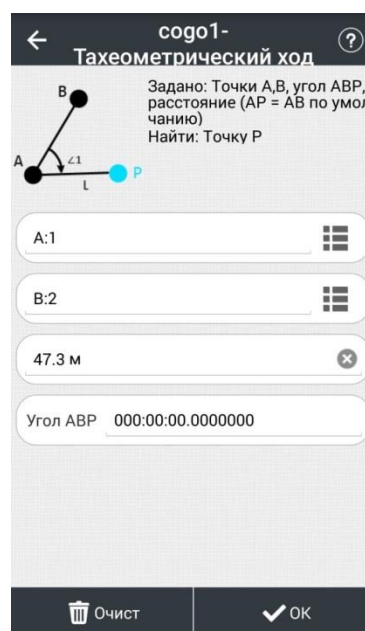 cogo1-
Тахеометрический ход
?
Задано: Точки A,B, угол ABP,
расстояние (AP = AB по умол
чанию)
Найти: Точку P
B
A
∠1
P
L
A:1
B:2
47.3 м
Угол ABP 000:00:00.0000000
Очист
ОК